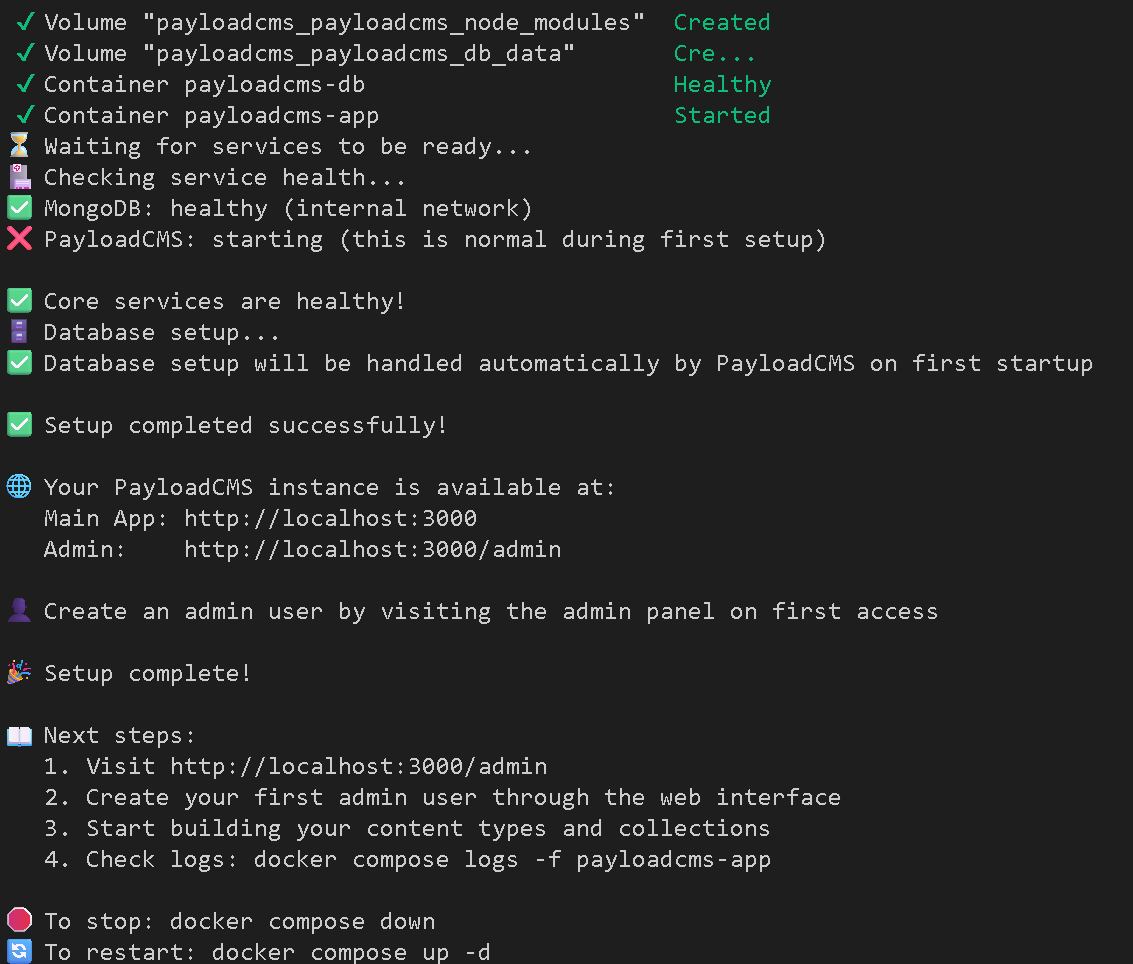 ✓ Volume "payloadcms_payloadcms_node_modules" Created
✓ Volume "payloadcms_payloadcms_db_data" Cre...
✓ Container payloadcms-db Healthy
✓ Container payloadcms-app Started
⏳ Waiting for services to be ready...
🏥 Checking service health...
✅ MongoDB: healthy (internal network)
❌ PayloadCMS: starting (this is normal during first setup)
✅ Core services are healthy!
🗄️ Database setup...
✅ Database setup will be handled automatically by PayloadCMS on first startup
✅ Setup completed successfully!
🌐 Your PayloadCMS instance is available at:
Main App: http://localhost:3000
Admin: http://localhost:3000/admin
👤 Create an admin user by visiting the admin panel on first access
🎉 Setup complete!
📖 Next steps:
1. Visit http://localhost:3000/admin
2. Create your first admin user through the web interface
3. Start building your content types and collections
4. Check logs: docker compose logs -f payloadcms-app
🛑 To stop: docker compose down
🔄 To restart: docker compose up -d